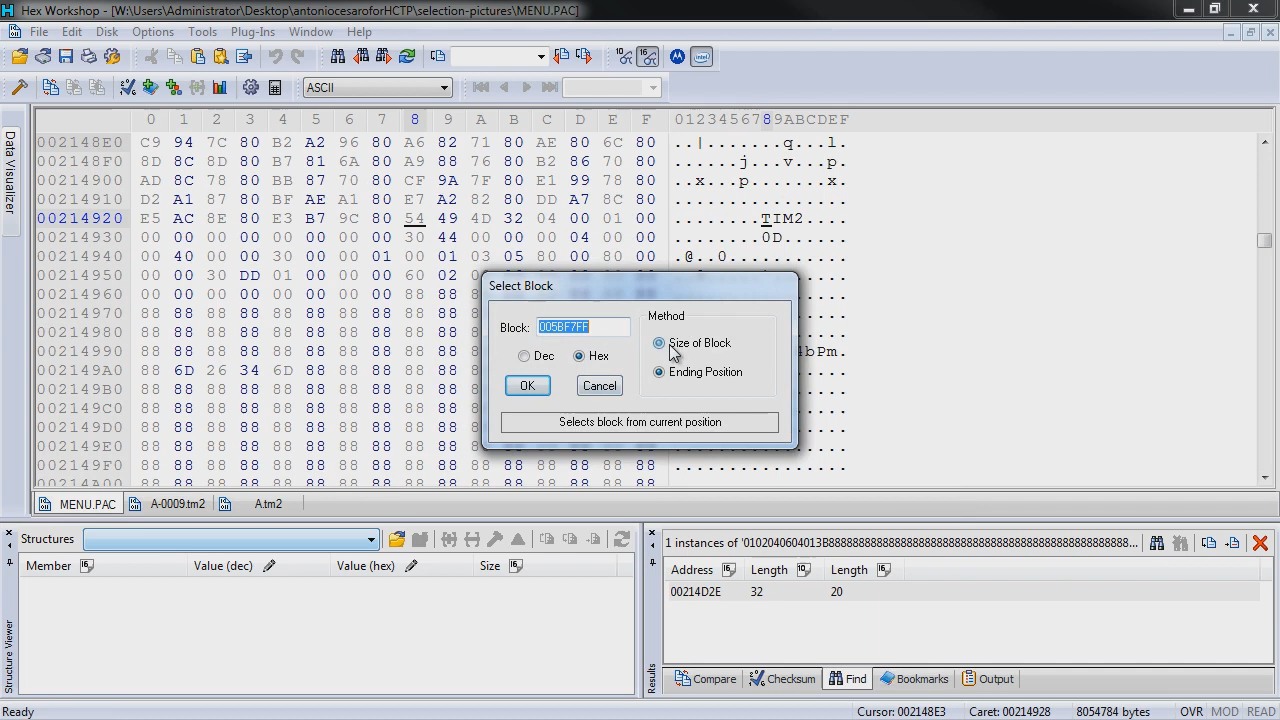 Hex Workshop - [W:\Users\Administrator\Desktop\antoniocesaroforHCTP\selection-pictures\MENU.PAC]
File Edit Disk Options Tools Plug-Ins Window Help
ASCII
Data Visualizer
0 1 2 3 4 5 6 7 8 9 A B C D E F 0123456789ABCDEF
002148E0 C9 94 7C 80 B2 A2 96 80 A6 82 71 80 AE 80 6C 80 ..|.......q...l.
002148F0 8D 8C 8D 80 B7 81 6A 80 A9 88 76 80 B2 86 70 80 ......j...v...p.
00214900 AD 8C 78 80 BB 87 70 80 CF 9A 7F 80 E1 99 78 80 ..x...p.......x.
00214910 D2 A1 87 80 BF AE A1 80 E7 A2 82 80 DD A7 8C 80 ................
00214920 E5 AC 8E 80 E3 B7 9C 80 54 49 4D 32 04 00 01 00 ........TIM2....
00214930 00 00 00 00 00 00 00 00 30 44 00 00 00 04 00 00 ........0D......
00214940 00 40 00 00 30 00 00 01 00 01 03 05 80 00 80 00 .@..0...........
00214950 00 00 30 DD 01 00 00 00 60 02
00214960 00 00 00 00 00 00 00 00 88 88
00214970 88 88 88 88 88 88 88 88 88
00214980 88 88 88 88 88 88 88 88 88
00214990 88 88 88 88 88 88 88 88 88 4bPm.
002149A0 88 6D 26 34 6D 88 88 88 88
002149B0 88 88 88 88 88 88 88 88 88
002149C0 88 88 88 88 88 88 88 88 88
002149D0 88 88 88 88 88 88 88 88 88
002149E0 88 88 88 88 88 88 88 88 88
002149F0 88 88 88 88 88 88 88 88 88 88 88 88 88 88 88 88 ................
00214A00 88 88 88 88 88 88 88 88 88 88 88 88 88 88 88 88
Select Block
Block: 005BF7FF
Dec Hex
OK Cancel
Method
Size of Block
Ending Position
Selects block from current position
MENU.PAC A-0009.tm2 A.tm2
Structures
Member Value (dec) Value (hex) Size
Structure Viewer
1 instances of '0102040604013B8888888888888888888888888888888888888888...
Address Length Length
00214D2E 32 20
Results
Compare Checksum Find Bookmarks Output
Ready Cursor: 002148E3 Caret: 00214928 8054784 bytes OVR MOD READ